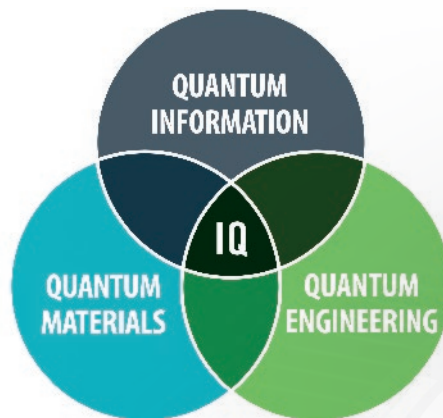 QUANTUM
INFORMATION
IQ
QUANTUM
MATERIALS
QUANTUM
ENGINEERING